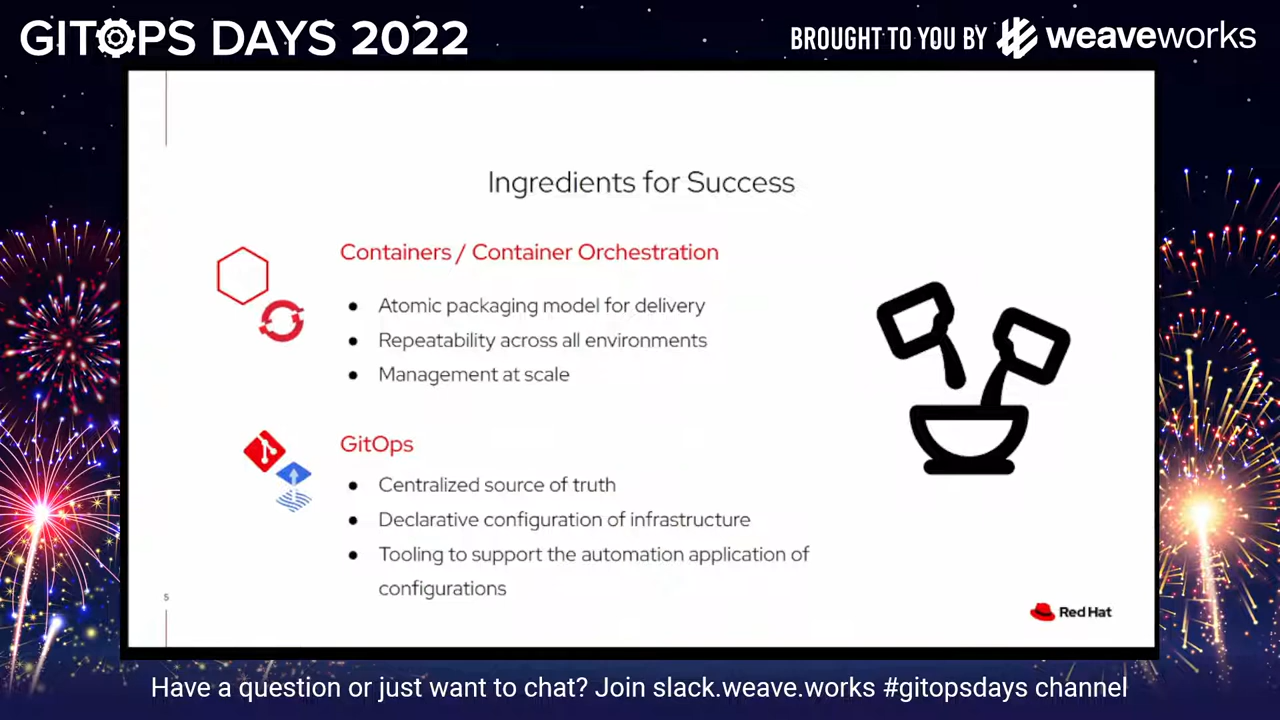 GITOPS DAYS 2022
BROUGHT TO YOU BY weaveworks
Ingredients for Success
Containers / Container Orchestration
● Atomic packaging model for delivery
● Repeatability across all environments
● Management at scale
GitOps
● Centralized source of truth
● Declarative configuration of infrastructure
● Tooling to support the automation application of
configurations
5
Red Hat
Have a question or just want to chat? Join slack.weave.works #gitopsdays channel